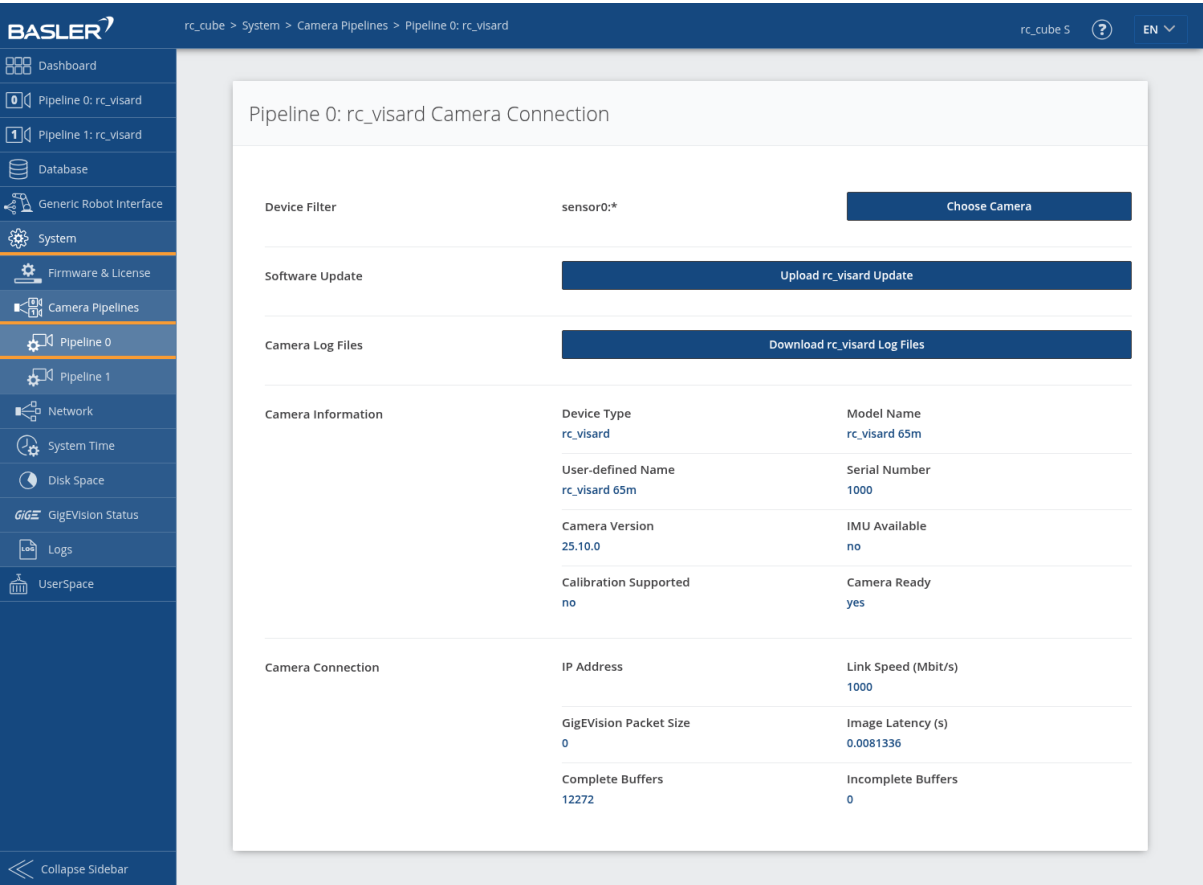 BASLER
rc_cube > System > Camera Pipelines > Pipeline 0: rc_visard
rc_cube S
?
EN
Dashboard
0 Pipeline 0: rc_visard
1 Pipeline 1: rc_visard
Database
Generic Robot Interface
System
Firmware & License
0
1
Camera Pipelines
Pipeline 0
Pipeline 1
Network
System Time
Disk Space
GiGE GigEVision Status
LOG Logs
UserSpace
Collapse Sidebar
Pipeline 0: rc_visard Camera Connection
Device Filter sensor0:* Choose Camera
Software Update Upload rc_visard Update
Camera Log Files Download rc_visard Log Files
Camera Information Device Type Model Name
rc_visard rc_visard 65m
User-defined Name Serial Number
rc_visard 65m 1000
Camera Version IMU Available
25.10.0 no
Calibration Supported Camera Ready
no yes
Camera Connection IP Address Link Speed (Mbit/s)
1000
GigEVision Packet Size Image Latency (s)
0 0.0081336
Complete Buffers Incomplete Buffers
12272 0